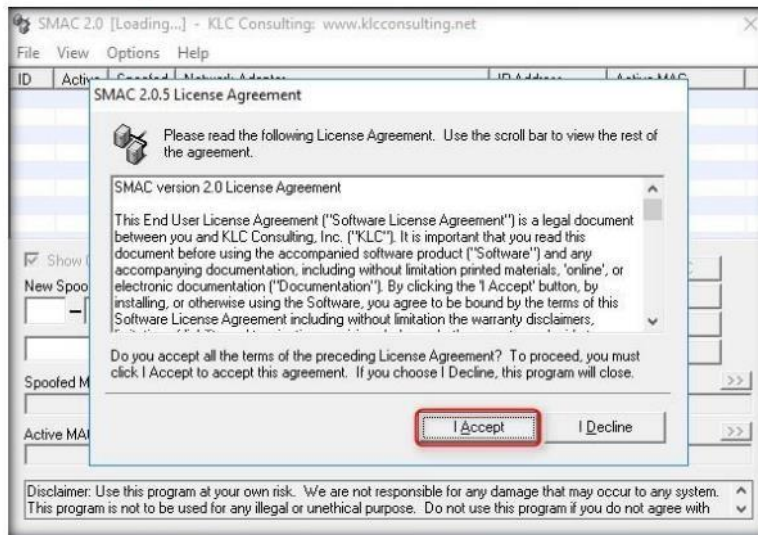 SMAC 2.0 [Loading...] - KLC Consulting: www.klcconsulting.net
File View Options Help
ID Active Spoofed Network Adapter IP Address Active MAC
SMAC 2.0.5 License Agreement
Please read the following License Agreement. Use the scroll bar to view the rest of
the agreement.
SMAC version 2.0 License Agreement
This End User License Agreement ("Software License Agreement") is a legal document
between you and KLC Consulting, Inc. ("KLC"). It is important that you read this
document before using the accompanied software product ("Software") and any
accompanying documentation, including without limitation printed materials, 'online', or
electronic documentation ("Documentation"). By clicking the 'I Accept' button, by
installing, or otherwise using the Software, you agree to be bound by the terms of this
Software License Agreement including without limitation the warranty disclaimers,
Show
New Spoo
Do you accept all the terms of the preceding License Agreement? To proceed, you must
click I Accept to accept this agreement. If you choose I Decline, this program will close.
Spoofed M
>>
I Accept I Decline
Active MA
>>
Disclaimer: Use this program at your own risk. We are not responsible for any damage that may occur to any system.
This program is not to be used for any illegal or unethical purpose. Do not use this program if you do not agree with